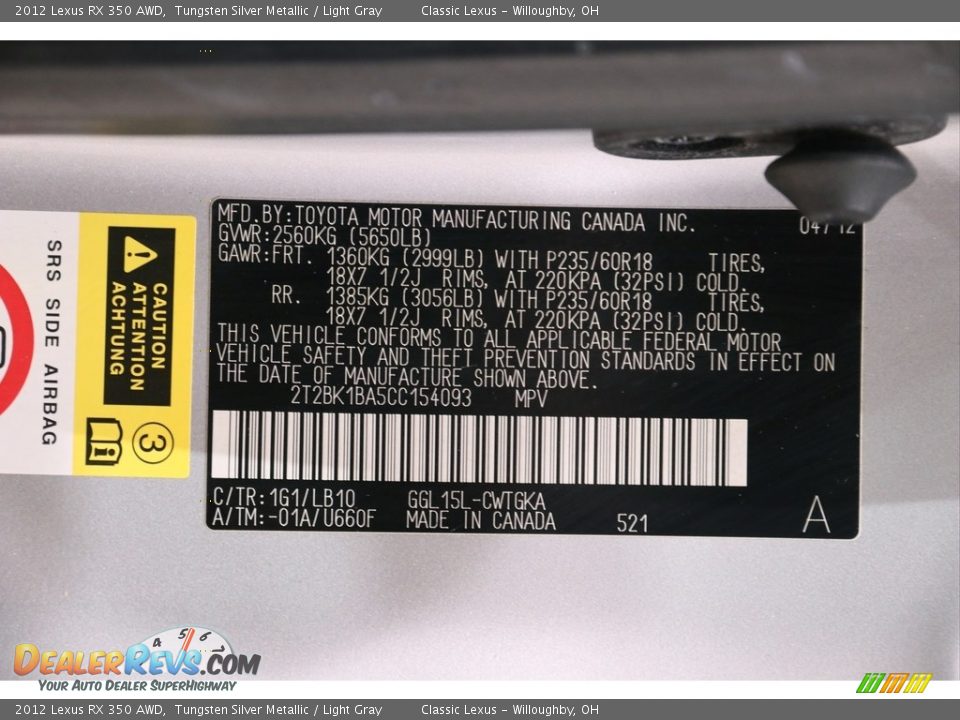 2012 Lexus RX 350 AWD, Tungsten Silver Metallic / Light Gray Classic Lexus - Willoughby, OH
MFD.BY:TOYOTA MOTOR MANUFACTURING CANADA INC. 04/12
GVWR:2560KG (5650LB)
GAWR:FRT. 1360KG (2999LB) WITH P235/60R18 TIRES,
18X7 1/2J RIMS, AT 220KPA (32PSI) COLD.
RR. 1385KG (3056LB) WITH P235/60R18 TIRES,
18X7 1/2J RIMS, AT 220KPA (32PSI) COLD.
THIS VEHICLE CONFORMS TO ALL APPLICABLE FEDERAL MOTOR
VEHICLE SAFETY AND THEFT PREVENTION STANDARDS IN EFFECT ON
THE DATE OF MANUFACTURE SHOWN ABOVE.
2T2BK1BA5CC154093 MPV
C/TR:1G1/LB10 GGL15L-CWTGKA
A/TM:-01A/U660F MADE IN CANADA 521 A
CAUTION
ATTENTION
ACHTUNG
3
SRS SIDE AIRBAG
4 5 6 7
DEALERREVS.COM
YOUR AUTO DEALER SUPERHIGHWAY
2012 Lexus RX 350 AWD, Tungsten Silver Metallic / Light Gray Classic Lexus - Willoughby, OH